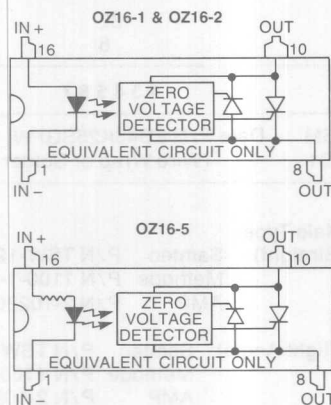 OZ16-1 & OZ16-2
IN +
OUT
16
10
ZERO
VOLTAGE
DETECTOR
EQUIVALENT CIRCUIT ONLY
1
8
IN –
OUT
OZ16-5
IN +
OUT
16
10
ZERO
VOLTAGE
DETECTOR
EQUIVALENT CIRCUIT ONLY
1
8
IN –
OUT